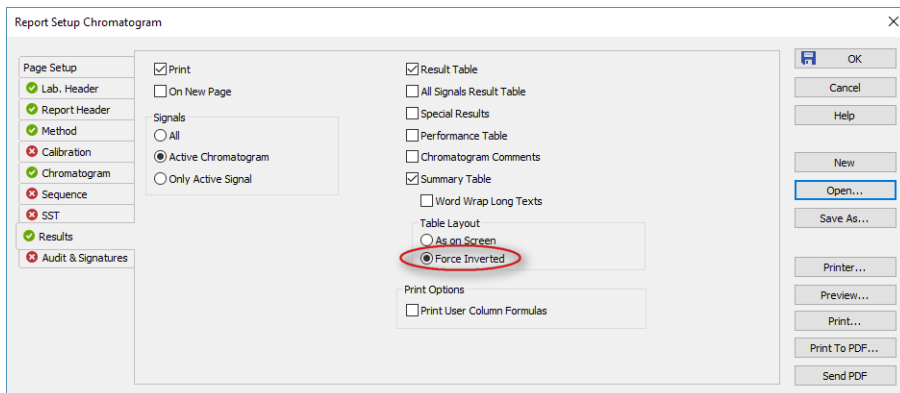 Report Setup Chromatogram
Page Setup
Lab. Header
Report Header
Method
Calibration
Chromatogram
Sequence
SST
Results
Audit & Signatures
Print
On New Page
Signals
All
Active Chromatogram
Only Active Signal
Result Table
All Signals Result Table
Special Results
Performance Table
Chromatogram Comments
Summary Table
Word Wrap Long Texts
Table Layout
As on Screen
Force Inverted
Print Options
Print User Column Formulas
OK
Cancel
Help
New
Open...
Save As...
Printer...
Preview...
Print...
Print To PDF...
Send PDF